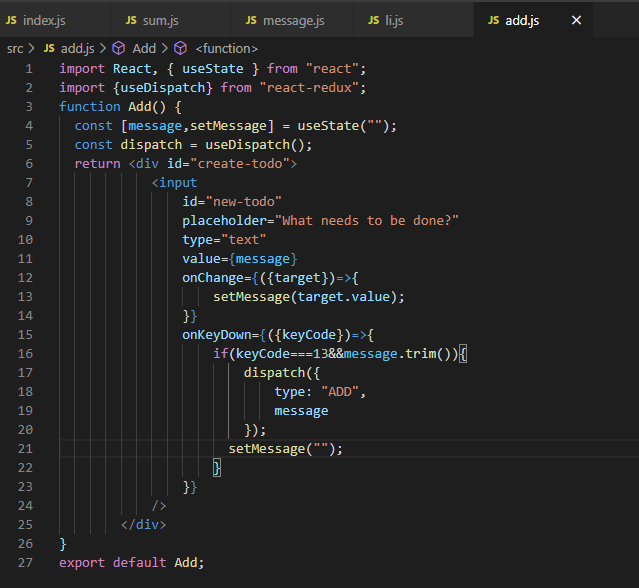 JS index.js JS sum.js JS message.js JS li.js JS add.js ×
src > JS add.js > Add > <function>
1 import React, { useState } from "react";
2 import {useDispatch} from "react-redux";
3 function Add() {
4 const [message,setMessage] = useState("");
5 const dispatch = useDispatch();
6 return <div id="create-todo">
7 <input
8 id="new-todo"
9 placeholder="What needs to be done?"
10 type="text"
11 value={message}
12 onChange={({target})=>{
13 setMessage(target.value);
14 }}
15 onKeyDown={({keyCode})=>{
16 if(keyCode===13&&message.trim()){
17 dispatch({
18 type: "ADD",
19 message
20 });
21 setMessage("");
22 }
23 }}
24 />
25 </div>
26 }
27 export default Add;